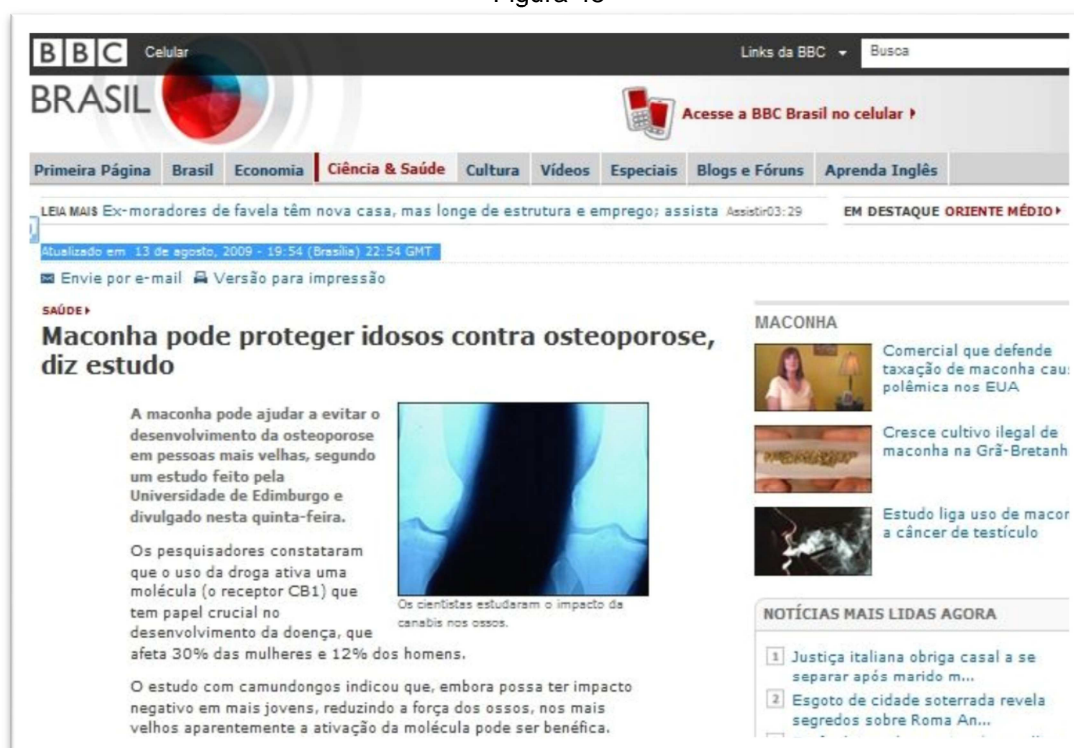 BBC Celular Links da BBC Busca
BRASIL
Acesse a BBC Brasil no celular
Primeira Página Brasil Economia Ciência & Saúde Cultura Vídeos Especiais Blogs e Fóruns Aprenda Inglês
LEIA MAIS Ex-moradores de favela têm nova casa, mas longe de estrutura e emprego; assista Assistir03:29
EM DESTAQUE ORIENTE MÉDIO
Atualizado em 13 de agosto, 2009 - 19:54 (Brasília) 22:54 GMT
Envie por e-mail Versão para impressão
SAÚDE
Maconha pode proteger idosos contra osteoporose,
diz estudo
A maconha pode ajudar a evitar o
desenvolvimento da osteoporose
em pessoas mais velhas, segundo
um estudo feito pela
Universidade de Edimburgo e
divulgado nesta quinta-feira.
Os pesquisadores constataram
que o uso da droga ativa uma
molécula (o receptor CB1) que
tem papel crucial no
desenvolvimento da doença, que
afeta 30% das mulheres e 12% dos homens.
Os cientistas estudaram o impacto da
canabis nos ossos.
O estudo com camundongos indicou que, embora possa ter impacto
negativo em mais jovens, reduzindo a força dos ossos, nos mais
velhos aparentemente a ativação da molécula pode ser benéfica.
MACONHA
Comercial que defende
taxação de maconha
polêmica nos EUA
Cresce cultivo ilegal de
maconha na
Estudo liga uso de
a câncer de testículo
NOTÍCIAS MAIS LIDAS AGORA
1 Justiça italiana obriga casal a se
separar após marido m...
2 Esgoto de cidade soterrada revela
segredos sobre Roma An...